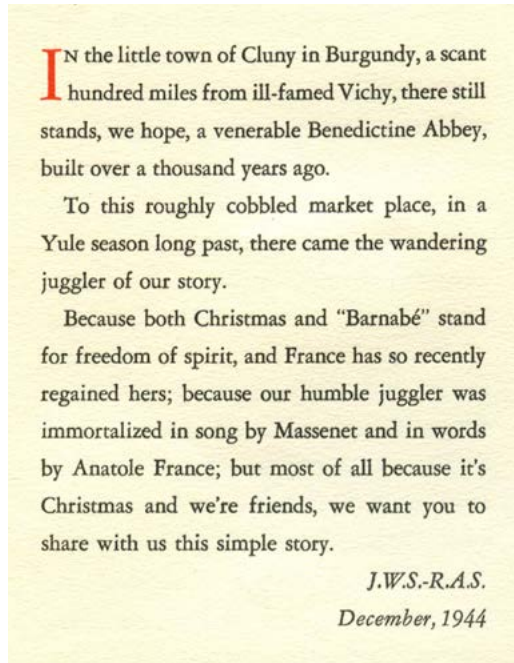 IN the little town of Cluny in Burgundy, a scant
hundred miles from ill-famed Vichy, there still
stands, we hope, a venerable Benedictine Abbey,
built over a thousand years ago.
To this roughly cobbled market place, in a
Yule season long past, there came the wandering
juggler of our story.
Because both Christmas and "Barnabé" stand
for freedom of spirit, and France has so recently
regained hers; because our humble juggler was
immortalized in song by Massenet and in words
by Anatole France; but most of all because it's
Christmas and we're friends, we want you to
share with us this simple story.
J.W.S.-R.A.S.
December, 1944